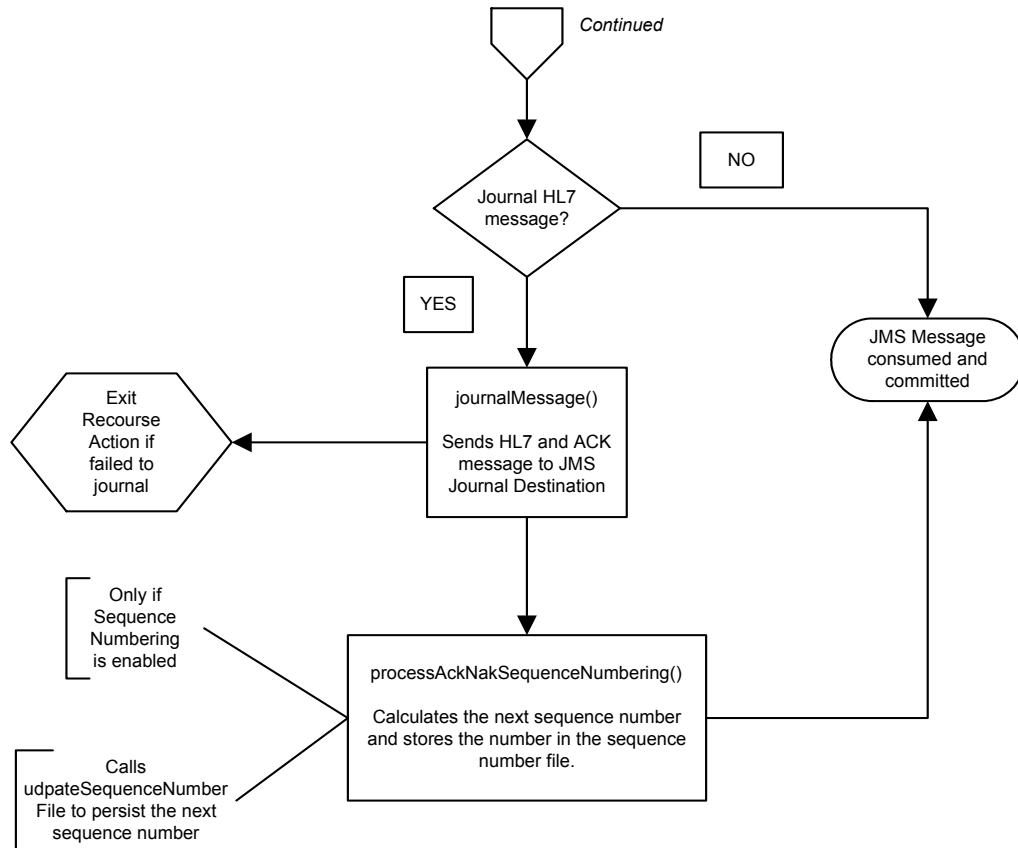 Continued
NO
Journal HL7
message?
YES
JMS Message
consumed and
committed
journalMessage()
Sends HL7 and ACK
message to JMS
Journal Destination
Exit
Recourse
Action if
failed to
journal
Only if
Sequence
Numbering
is enabled
processAckNakSequenceNumbering()
Calculates the next sequence number
and stores the number in the sequence
number file.
Calls
udpateSequenceNumber
File to persist the next
sequence number